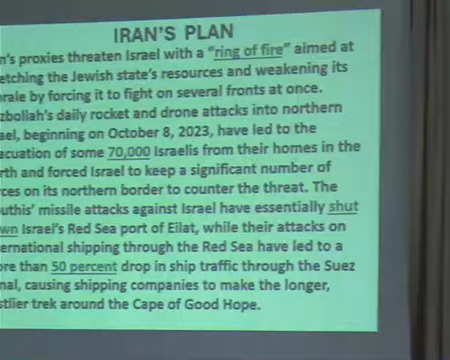 IRAN'S PLAN
n's proxies threaten Israel with a "ring of fire" aimed at
etching the Jewish state's resources and weakening its
rale by forcing it to fight on several fronts at once.
zbollah's daily rocket and drone attacks into northern
ael, beginning on October 8, 2023, have led to the
acuation of some 70,000 Israelis from their homes in the
rth and forced Israel to keep a significant number of
ces on its northern border to counter the threat. The
uthis' missile attacks against Israel have essentially shut
wn Israel's Red Sea port of Eilat, while their attacks on
ernational shipping through the Red Sea have led to a
ore than 50 percent drop in ship traffic through the Suez
nal, causing shipping companies to make the longer,
stlier trek around the Cape of Good Hope.